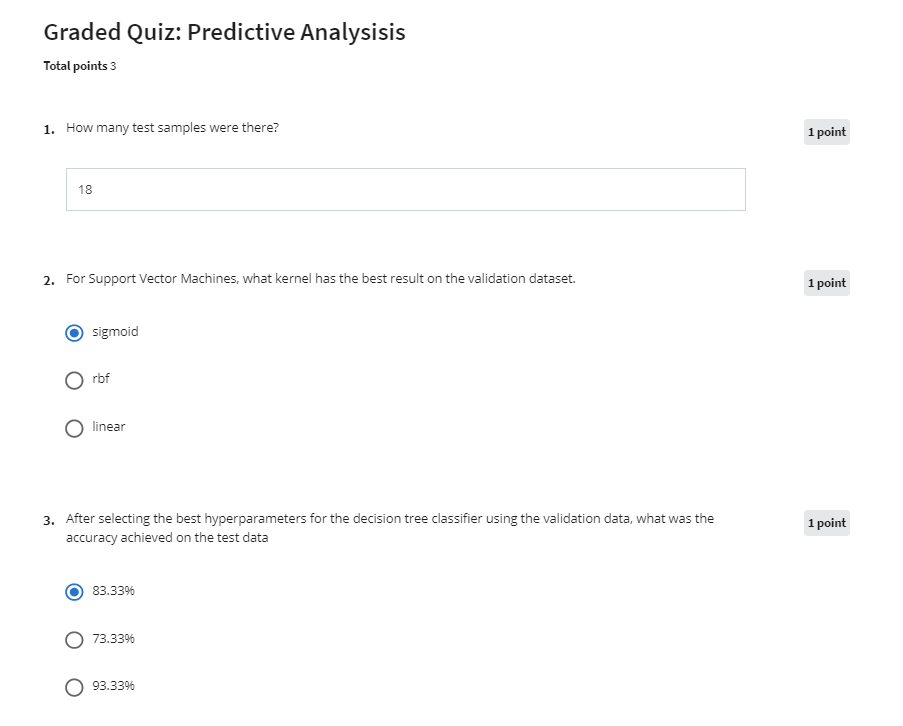 Graded Quiz: Predictive Analysisis
Total points 3
1. How many test samples were there?
1 point
18
2. For Support Vector Machines, what kernel has the best result on the validation dataset.
1 point
sigmoid
rbf
linear
3. After selecting the best hyperparameters for the decision tree classifier using the validation data, what was the
accuracy achieved on the test data
1 point
83.33%
73.33%
93.33%